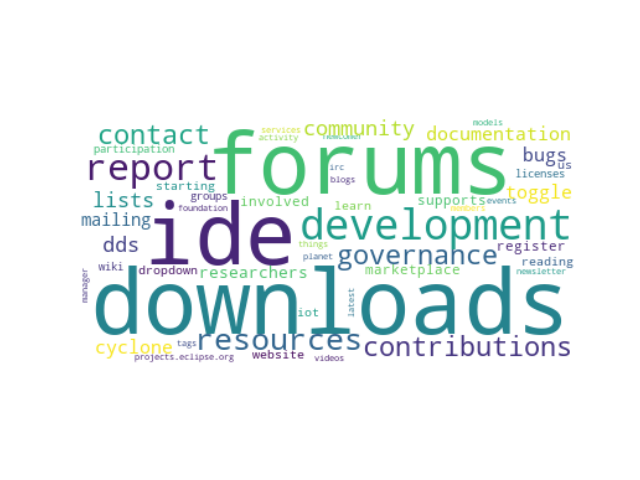 models
services community
contact forums newcomer documentation
activity
participation bugs
report irc us
starting blogs licenses
lists groups involved learn supports events toggle
foundation members
mailing ide development
dds things governance register
planet reading
wiki dropdown researchers marketplace newsletter
manager downloads latest
iot
cyclone tags resources contributions
projects.eclipse.org website videos